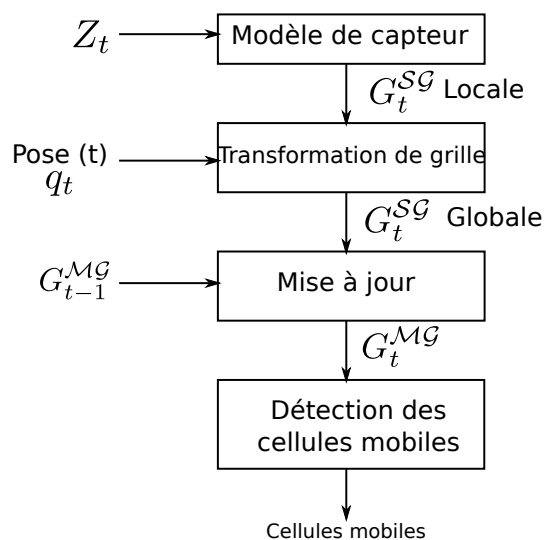 Z_t
Modèle de capteur
G_t^{SG} Locale
Pose (t)
q_t
Transformation de grille
G_t^{SG} Globale
G_{t-1}^{MG}
Mise à jour
G_t^{MG}
Détection des
cellules mobiles
Cellules mobiles